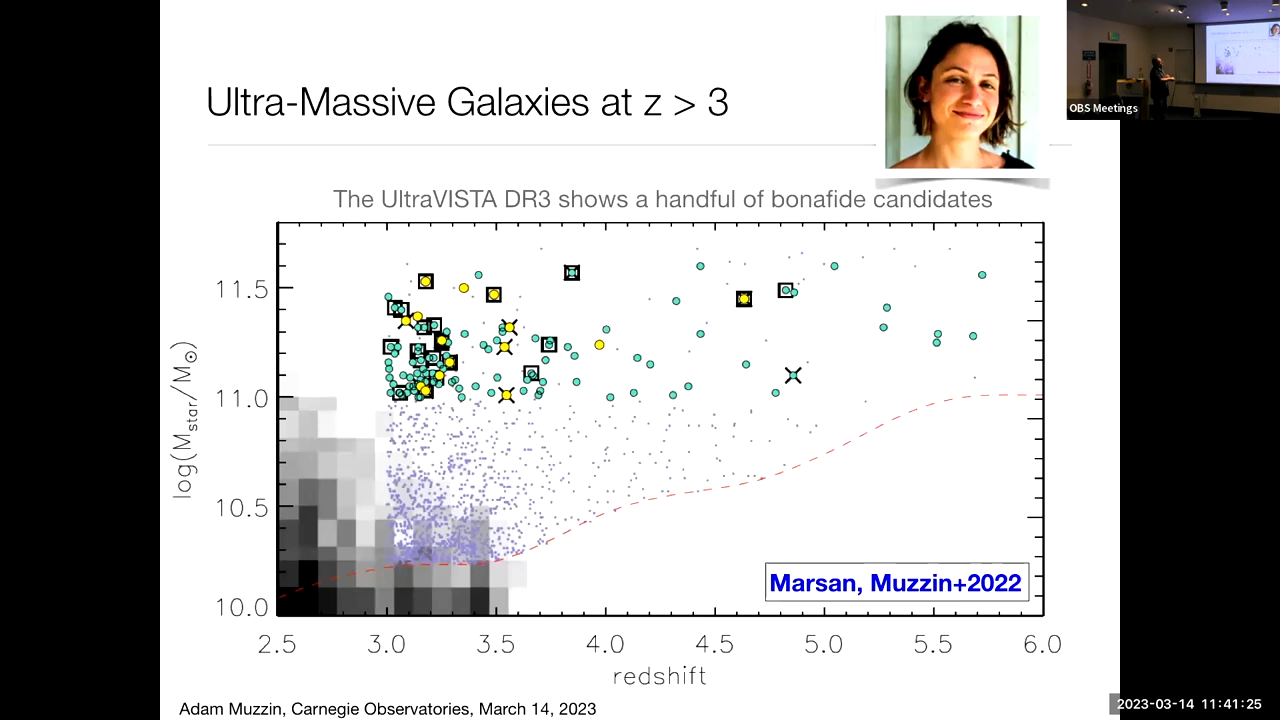 Ultra-Massive Galaxies at z > 3
OBS Meetings
The UltraVISTA DR3 shows a handful of bonafide candidates
log(Mstar/M⊙)
11.5
11.0
10.5
10.0
Marsan, Muzzin+2022
2.5 3.0 3.5 4.0 4.5 5.0 5.5 6.0
redshift
Adam Muzzin, Carnegie Observatories, March 14, 2023
2023-03-14 11:41:25